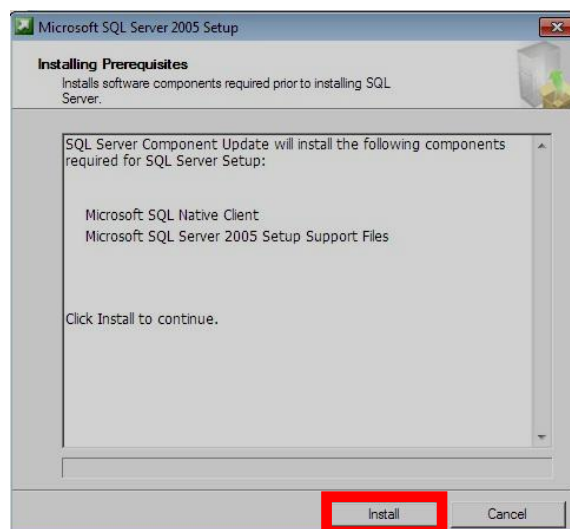 Microsoft SQL Server 2005 Setup
Installing Prerequisites
Installs software components required prior to installing SQL
Server.
SQL Server Component Update will install the following components
required for SQL Server Setup:
Microsoft SQL Native Client
Microsoft SQL Server 2005 Setup Support Files
Click Install to continue.
Install
Cancel